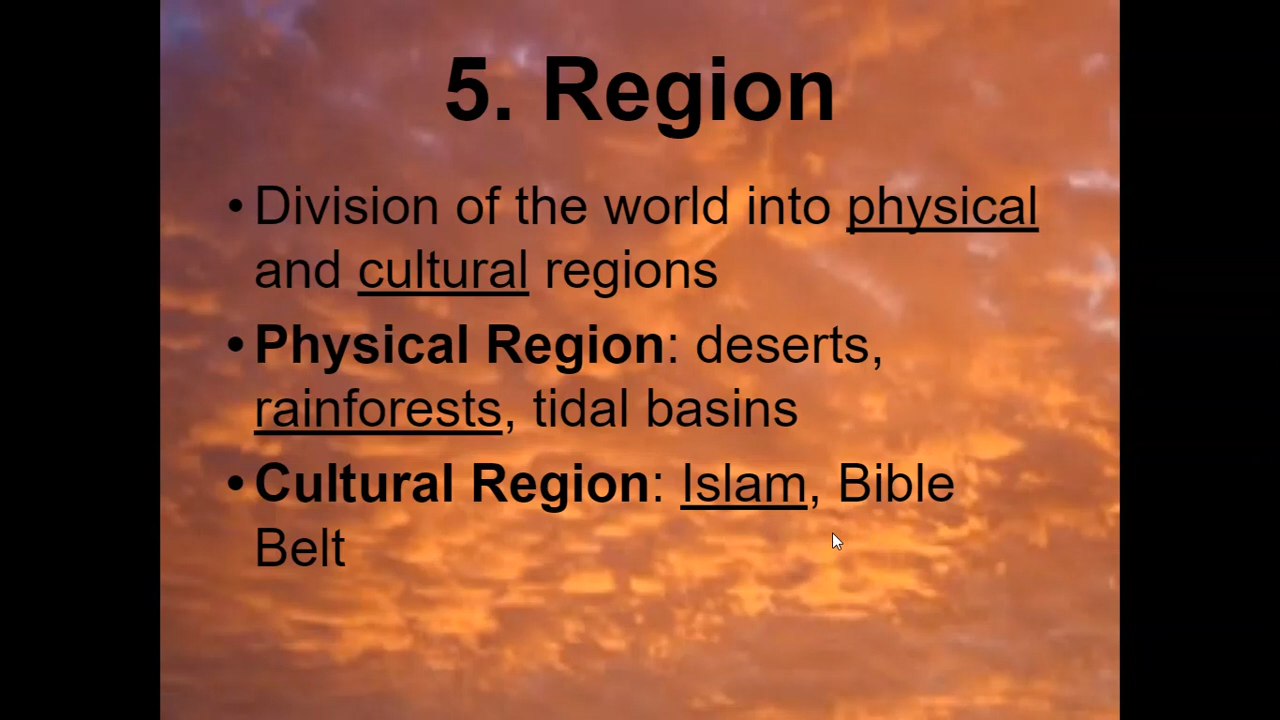 5. Region
• Division of the world into physical
and cultural regions
• Physical Region: deserts,
rainforests, tidal basins
• Cultural Region: Islam, Bible
Belt